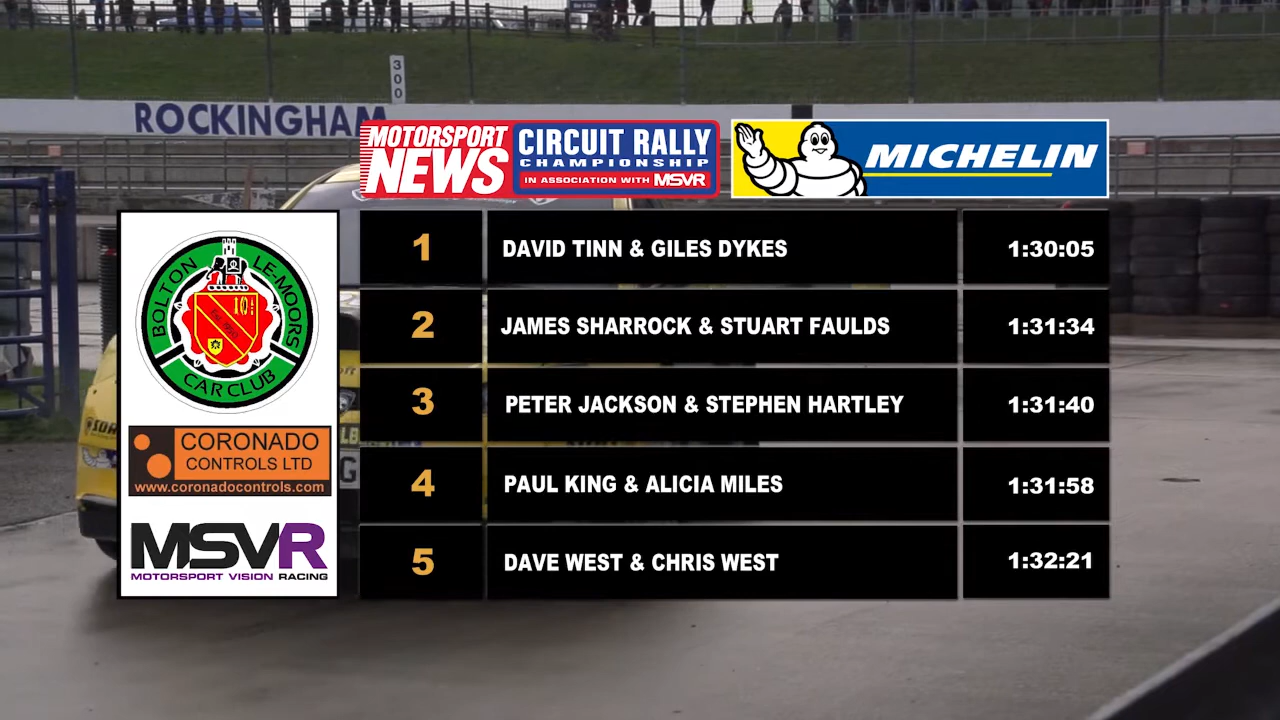 300
ROCKINGHAM
MOTORSPORT NEWS
CIRCUIT RALLY
CHAMPIONSHIP
IN ASSOCIATION WITH MSVR
MICHELIN
BOLTON LE-MOORS
CAR CLUB
CORONADO
CONTROLS LTD
www.coronadocontrols.com
MSVR
MOTORSPORT VISION RACING
1 DAVID TINN & GILES DYKES 1:30:05
2 JAMES SHARROCK & STUART FAULDS 1:31:34
3 PETER JACKSON & STEPHEN HARTLEY 1:31:40
4 PAUL KING & ALICIA MILES 1:31:58
5 DAVE WEST & CHRIS WEST 1:32:21